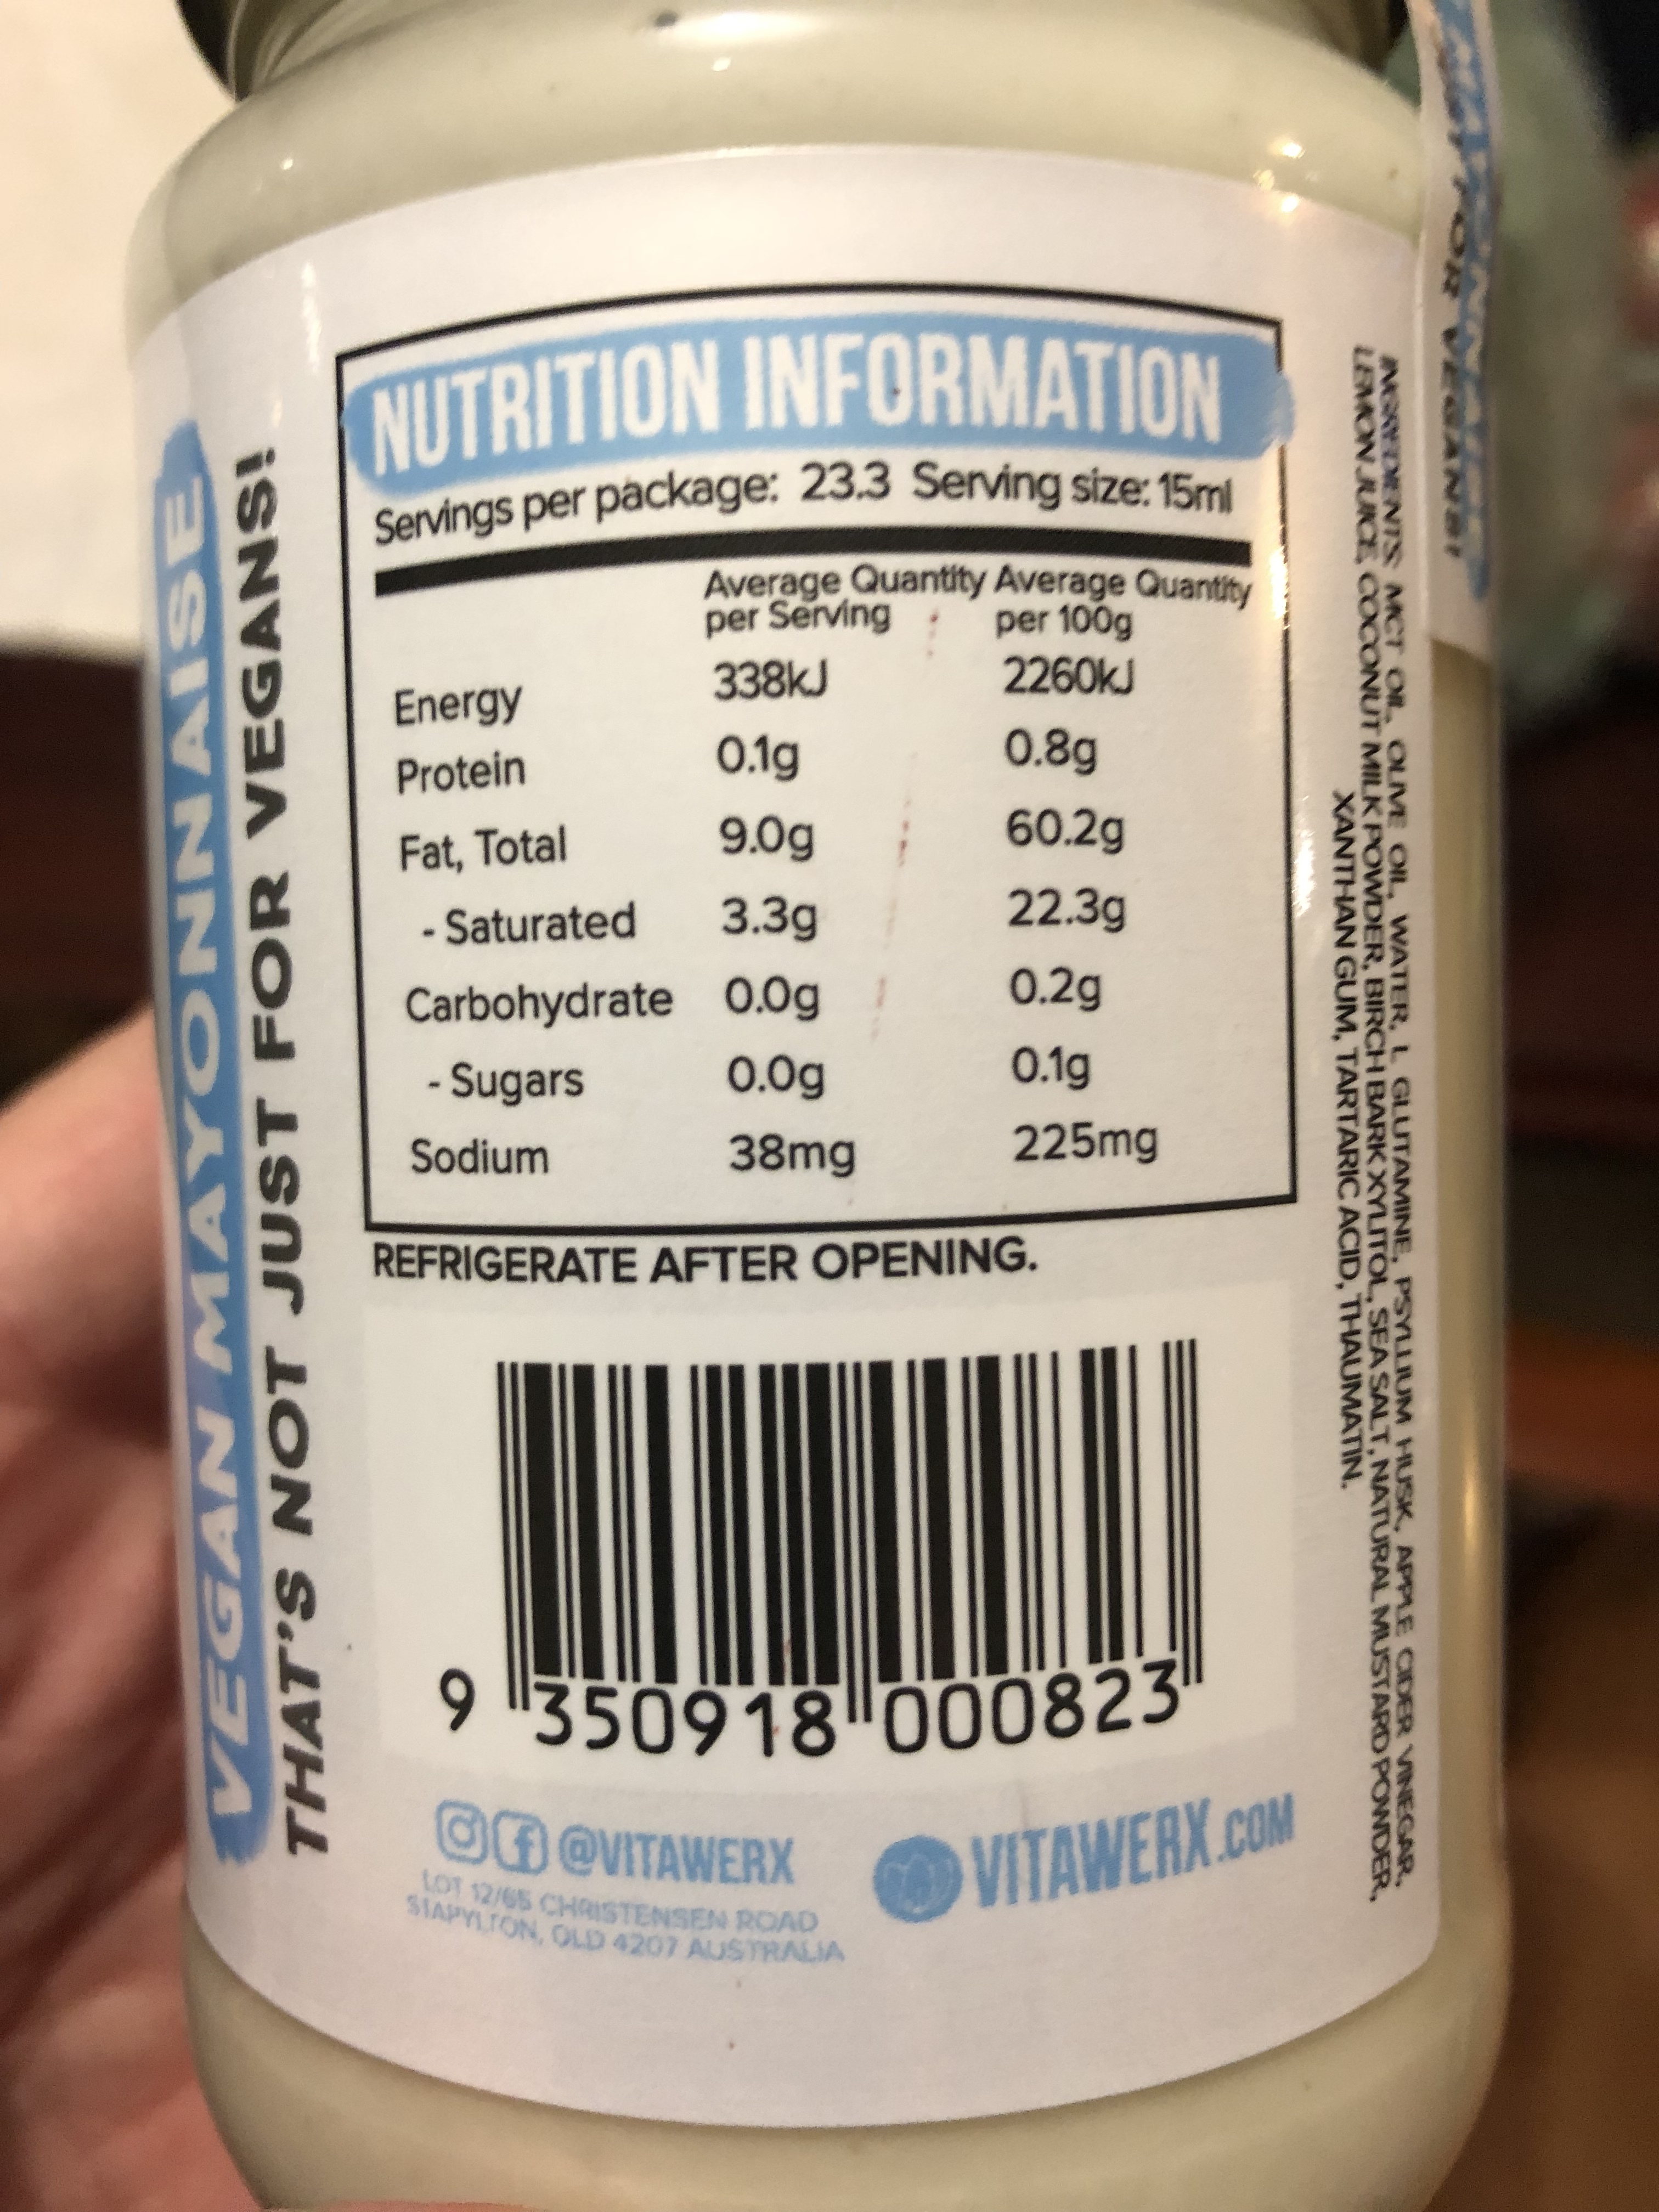 VEGAN MAYONNAISE
THAT'S NOT JUST FOR VEGANS!
NUTRITION INFORMATION
Servings per package: 23.3 Serving size: 15ml
Average Quantity per Serving Average Quantity per 100g
Energy 338kJ 2260kJ
Protein 0.1g 0.8g
Fat, Total 9.0g 60.2g
- Saturated 3.3g 22.3g
Carbohydrate 0.0g 0.2g
- Sugars 0.0g 0.1g
Sodium 38mg 225mg
REFRIGERATE AFTER OPENING.
9 350918 000823
@VITAWERX
LOT 12/65 CHRISTENSEN ROAD
STAPYLTON, QLD 4207 AUSTRALIA
VITAWERX.COM
INGREDIENTS: MCT OIL, OLIVE OIL, WATER, L GLUTAMINE, PSYLLIUM HUSK, APPLE CIDER VINEGAR,
LEMON JUICE, COCONUT MILK POWDER, BIRCH BARK XYLITOL, SEA SALT, NATURAL MUSTARD POWDER,
XANTHAN GUM, TARTARIC ACID, THAUMATIN.
FOR VEGANS!